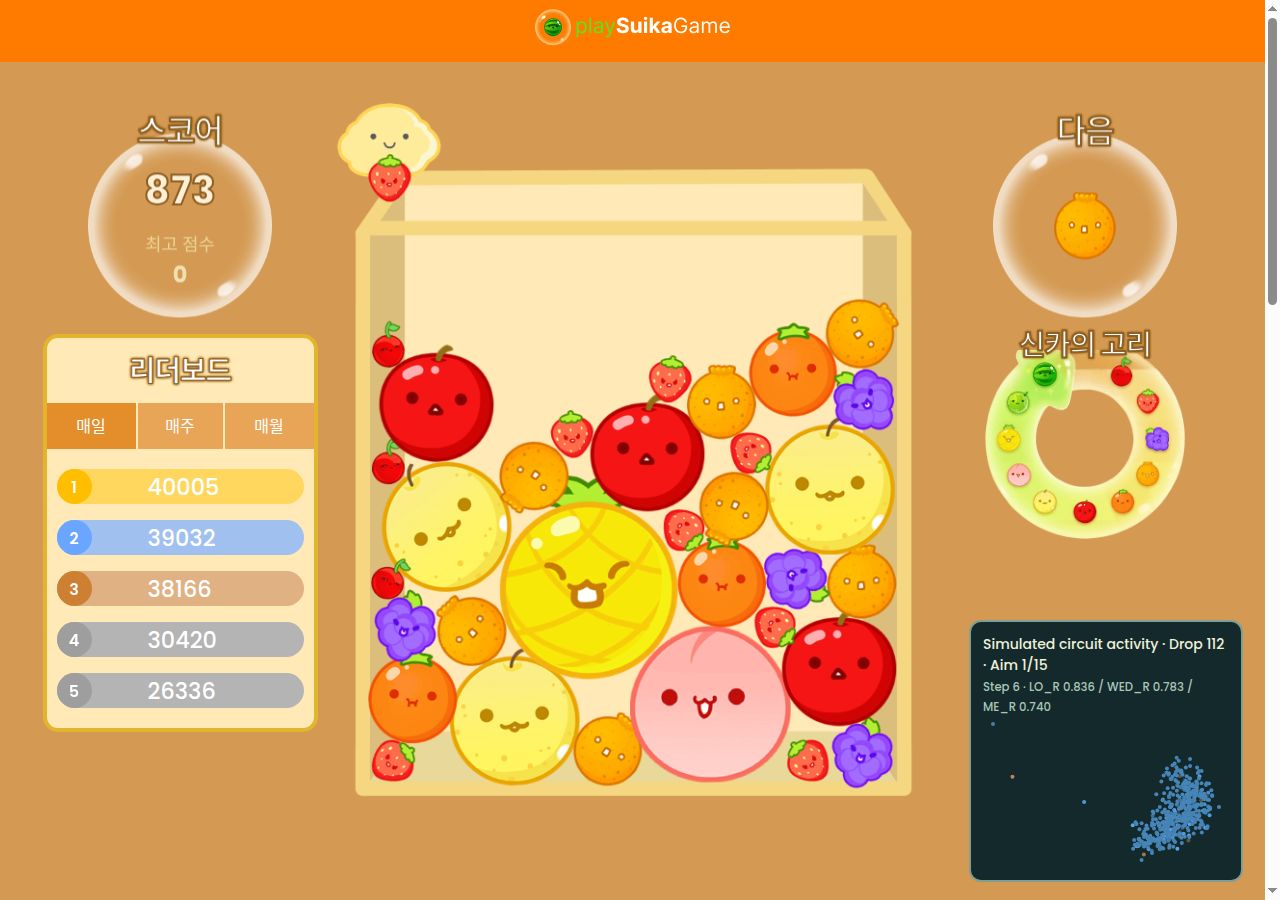 playSuikaGame
스코어
873
최고 점수
0
다음
리더보드
매일 매주 매월
1 40005
2 39032
3 38166
4 30420
5 26336
신카의 고리
Simulated circuit activity · Drop 112
· Aim 1/15
Step 6 · LO_R 0.836 / WED_R 0.783 /
ME_R 0.740